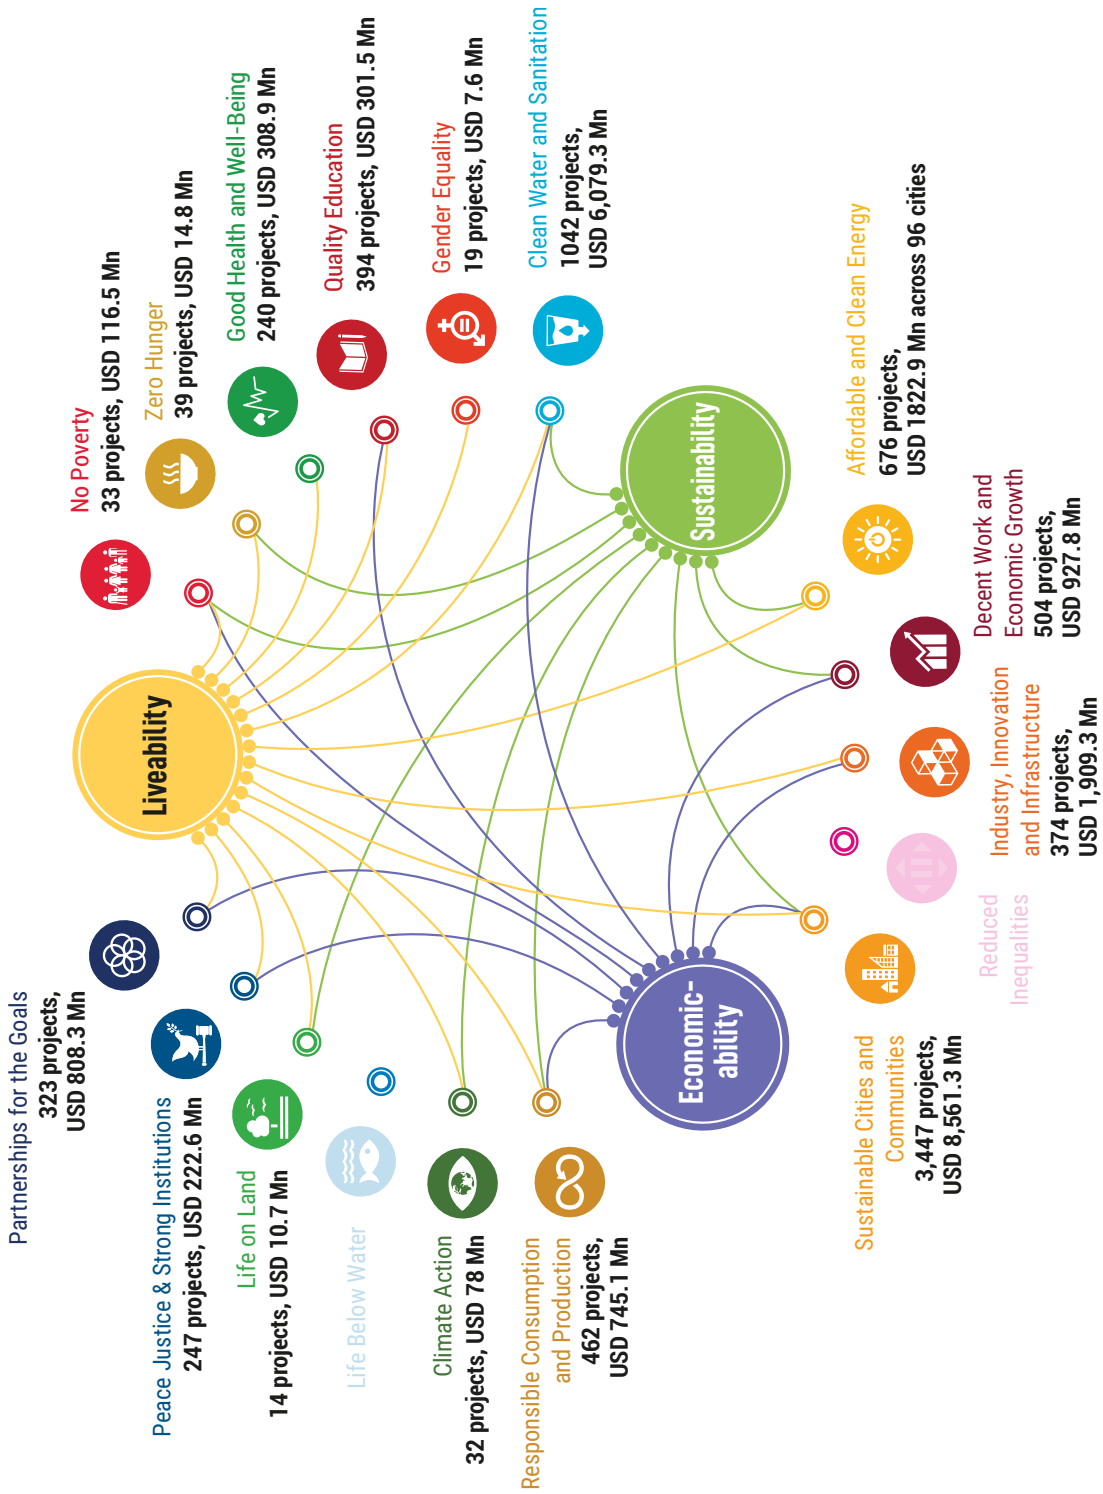 Partnerships for the Goals
323 projects,
USD 808.3 Mn
Peace Justice & Strong Institutions
247 projects, USD 222.6 Mn
Life on Land
14 projects, USD 10.7 Mn
Life Below Water
Climate Action
32 projects, USD 78 Mn
Responsible Consumption
and Production
462 projects,
USD 745.1 Mn
Sustainable Cities and
Communities
3,447 projects,
USD 8,561.3 Mn
Reduced
Inequalities
Industry, Innovation
and Infrastructure
374 projects,
USD 1,909.3 Mn
Decent Work and
Economic Growth
504 projects,
USD 927.8 Mn
Affordable and Clean Energy
676 projects,
USD 1822.9 Mn across 96 cities
Clean Water and Sanitation
1042 projects,
USD 6,079.3 Mn
Gender Equality
19 projects, USD 7.6 Mn
Quality Education
394 projects, USD 301.5 Mn
Good Health and Well-Being
240 projects, USD 308.9 Mn
Zero Hunger
39 projects, USD 14.8 Mn
No Poverty
33 projects, USD 116.5 Mn
Liveability
Economic-
ability
Sustainability